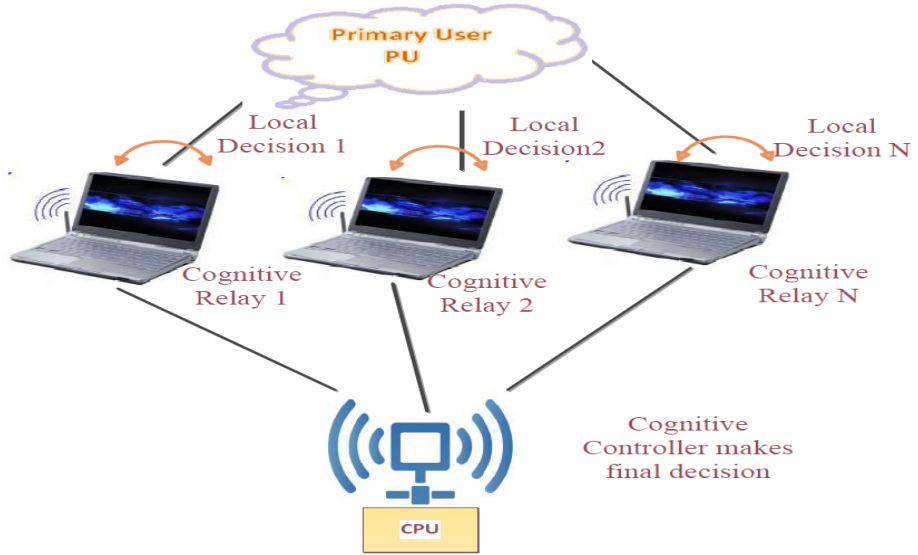 Primary User
PU
Local
Decision 1
Local
Decision2
Local
Decision N
Cognitive
Relay 1
Cognitive
Relay 2
Cognitive
Relay N
Cognitive
Controller makes
final decision
CPU